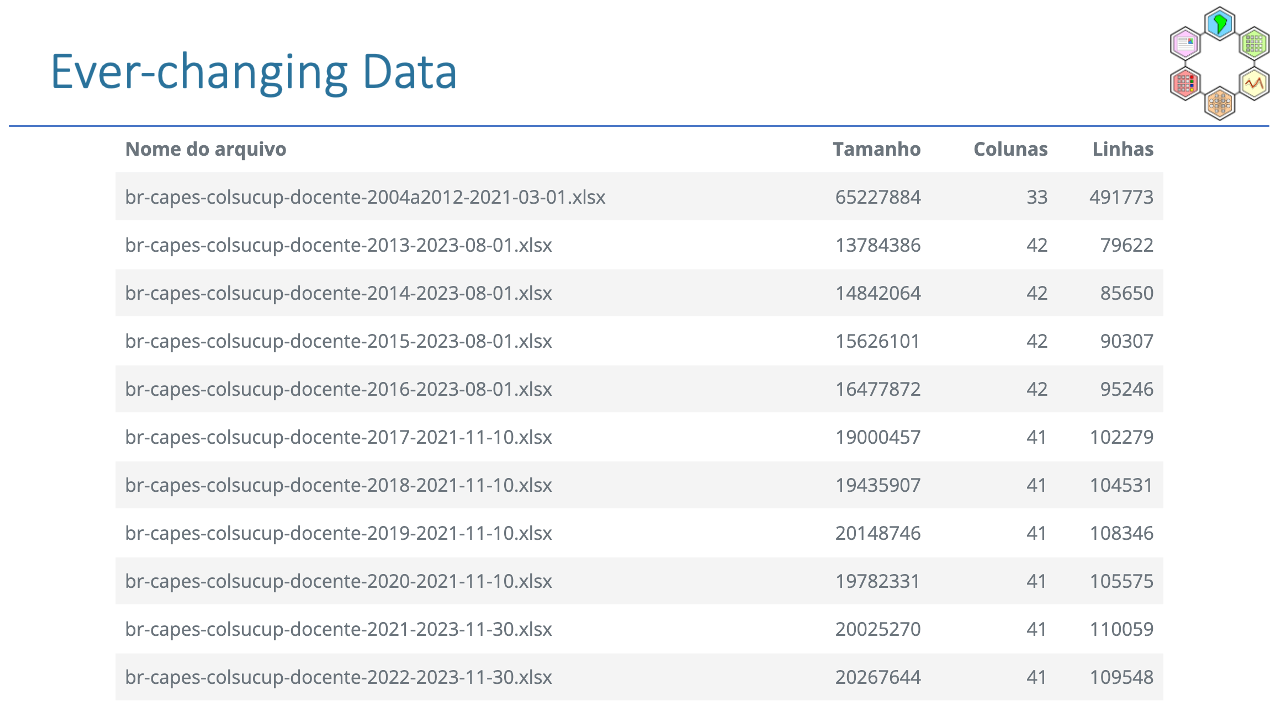 Ever-changing Data
Nome do arquivo Tamanho Colunas Linhas
br-capes-colsucup-docente-2004a2012-2021-03-01.xlsx 65227884 33 491773
br-capes-colsucup-docente-2013-2023-08-01.xlsx 13784386 42 79622
br-capes-colsucup-docente-2014-2023-08-01.xlsx 14842064 42 85650
br-capes-colsucup-docente-2015-2023-08-01.xlsx 15626101 42 90307
br-capes-colsucup-docente-2016-2023-08-01.xlsx 16477872 42 95246
br-capes-colsucup-docente-2017-2021-11-10.xlsx 19000457 41 102279
br-capes-colsucup-docente-2018-2021-11-10.xlsx 19435907 41 104531
br-capes-colsucup-docente-2019-2021-11-10.xlsx 20148746 41 108346
br-capes-colsucup-docente-2020-2021-11-10.xlsx 19782331 41 105575
br-capes-colsucup-docente-2021-2023-11-30.xlsx 20025270 41 110059
br-capes-colsucup-docente-2022-2023-11-30.xlsx 20267644 41 109548